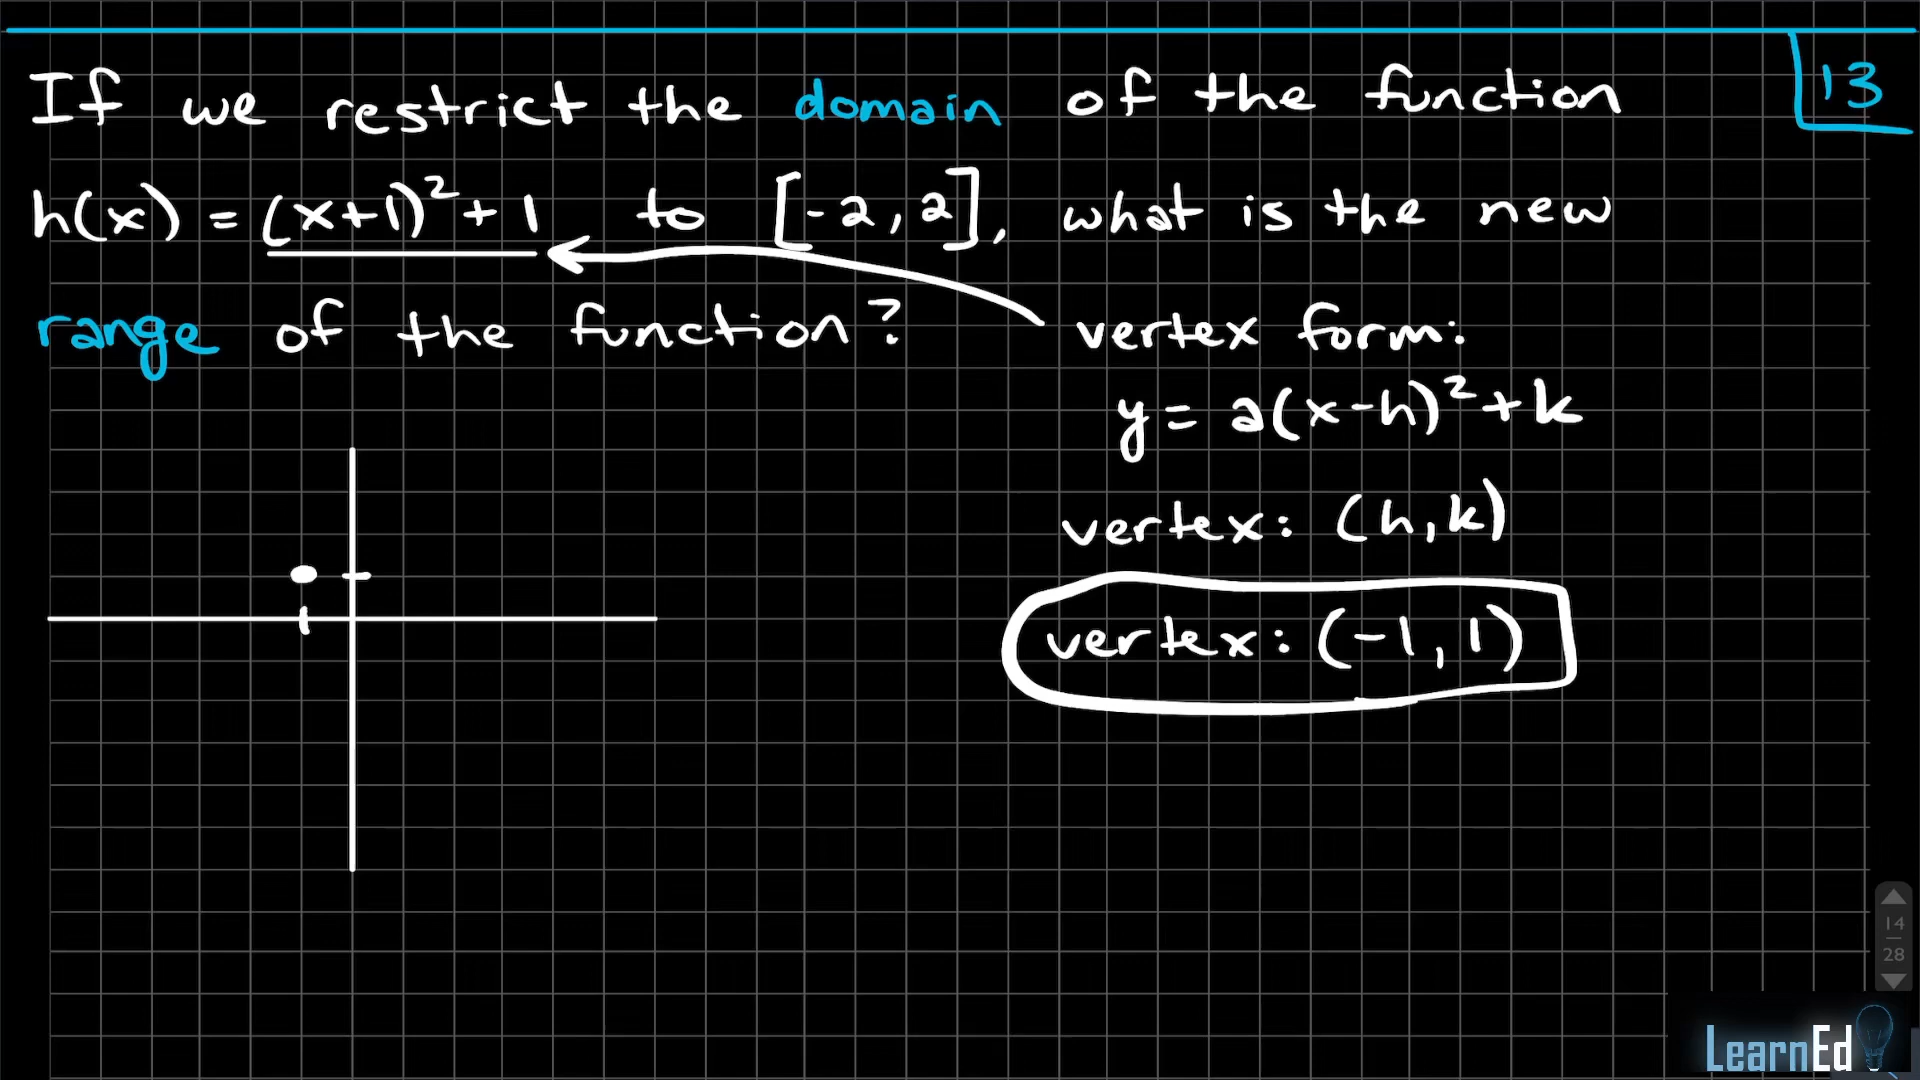 If we restrict the domain of the function
13
h(x) = (x+1)² + 1 to [-2, 2], what is the new
range of the function?
vertex form:
y = a(x-h)² + k
vertex: (h, k)
vertex: (-1, 1)
14
28
LearnEd